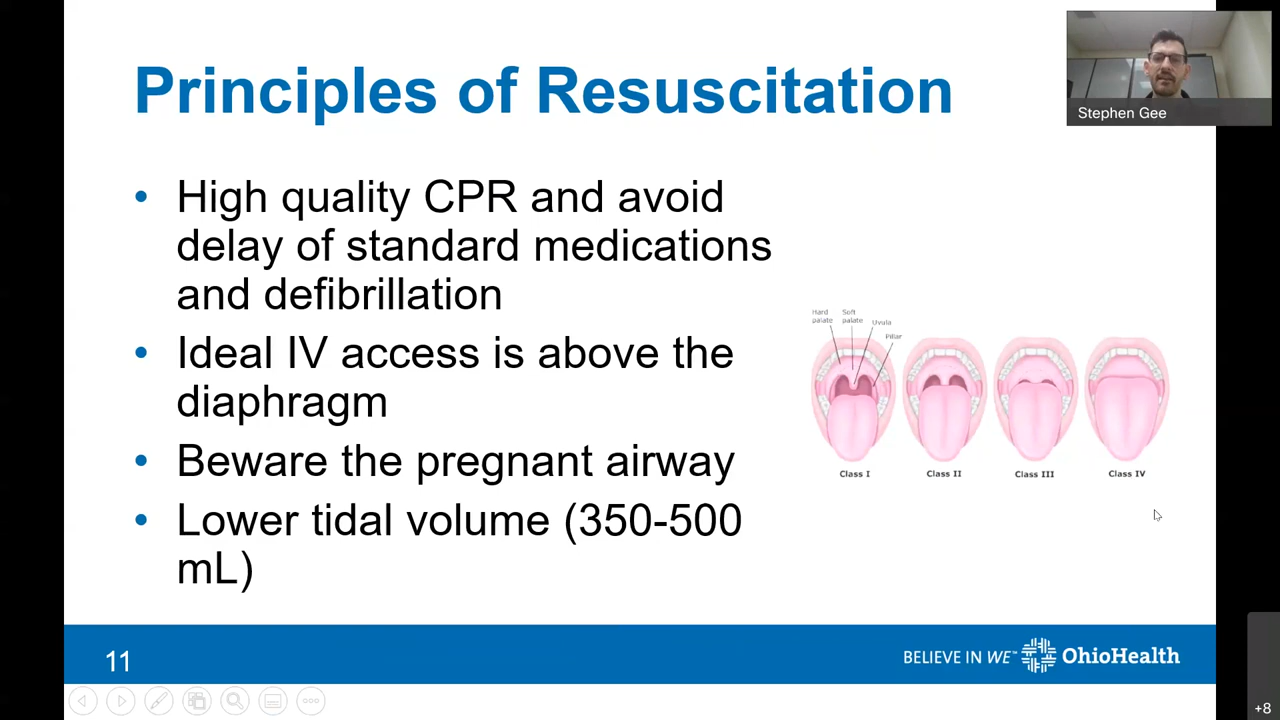 Principles of Resuscitation
Stephen Gee
• High quality CPR and avoid
delay of standard medications
and defibrillation
• Ideal IV access is above the
diaphragm
• Beware the pregnant airway
• Lower tidal volume (350-500
mL)
Hard
palate
Soft
palate
Uvula
Pillar
Class I
Class II
Class III
Class IV
11
BELIEVE IN WE™ OhioHealth
+8